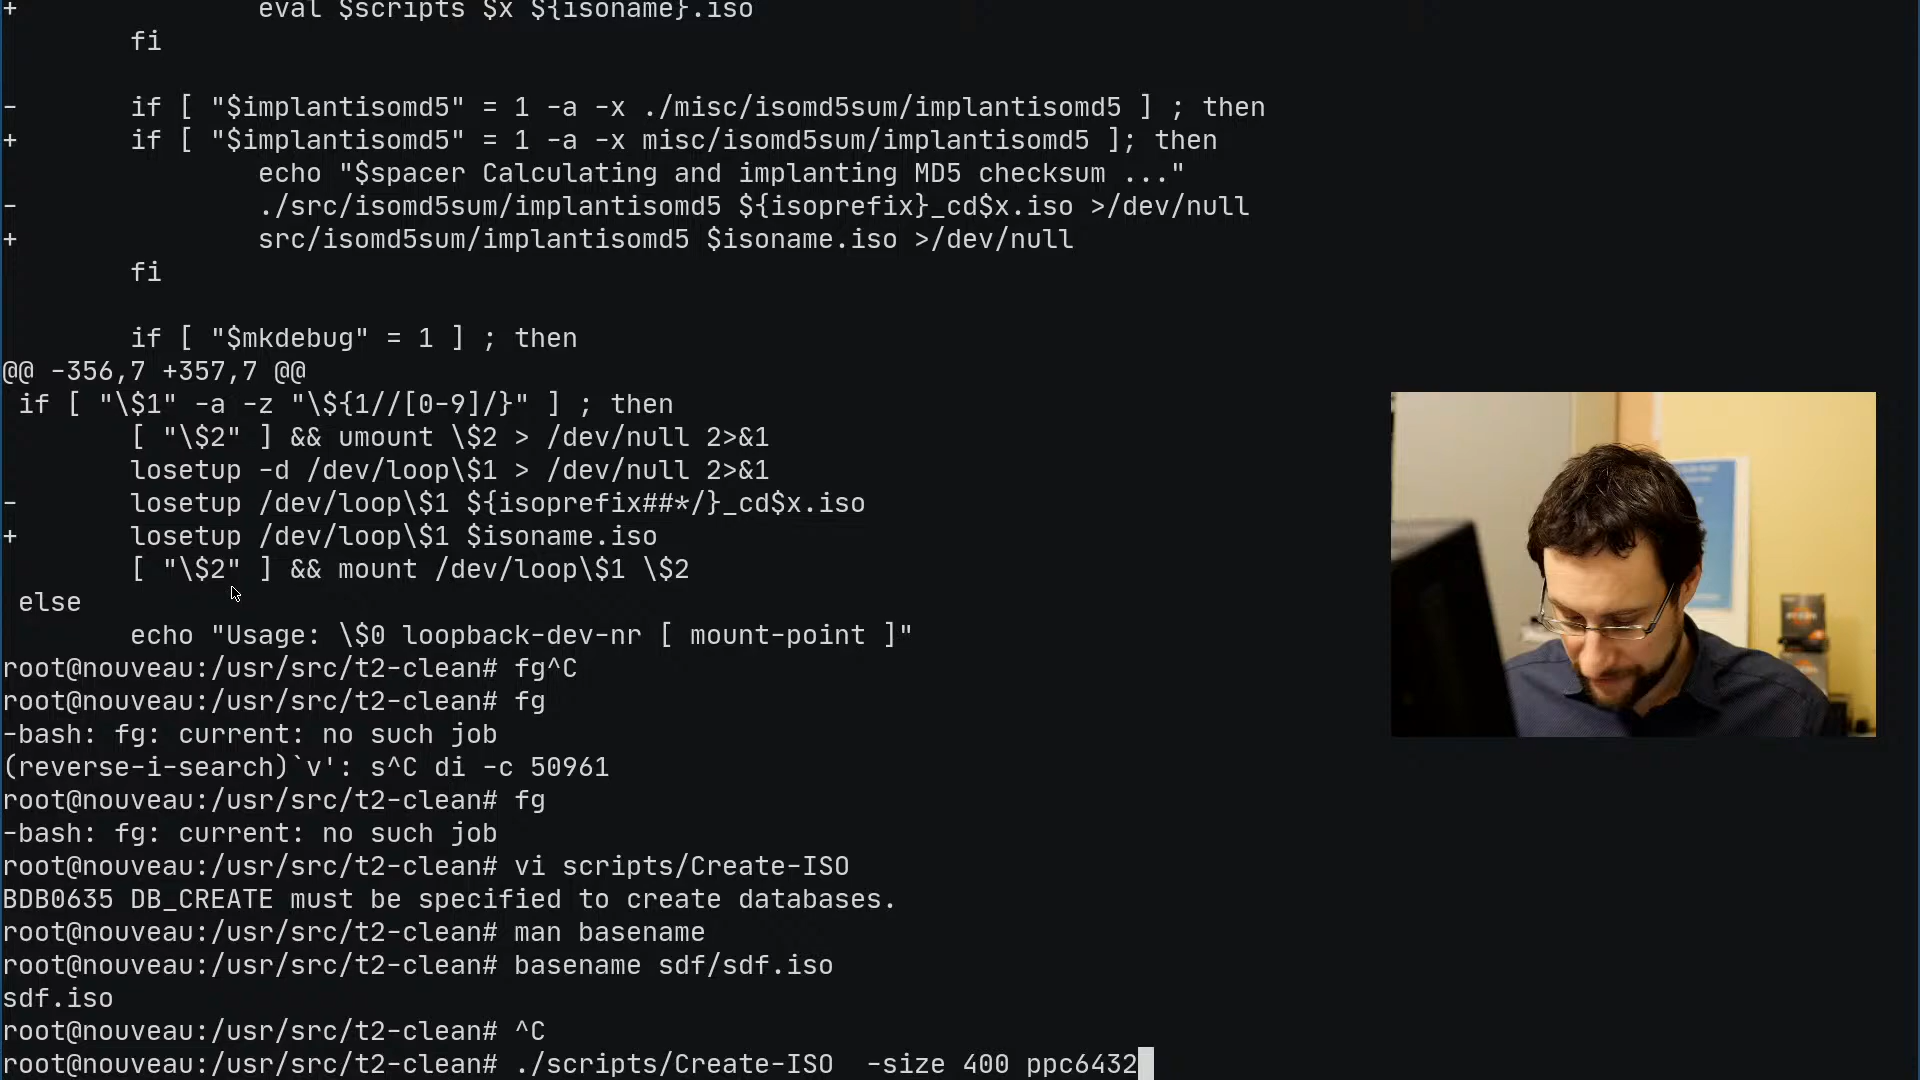 + eval $scripts $x ${isoname}.iso
fi
- if [ "$implantisomd5" = 1 -a -x ./misc/isomd5sum/implantisomd5 ] ; then
+ if [ "$implantisomd5" = 1 -a -x misc/isomd5sum/implantisomd5 ]; then
echo "$spacer Calculating and implanting MD5 checksum ..."
- ./src/isomd5sum/implantisomd5 ${isoprefix}_cd$x.iso >/dev/null
+ src/isomd5sum/implantisomd5 $isoname.iso >/dev/null
fi
if [ "$mkdebug" = 1 ] ; then
@@ -356,7 +357,7 @@
if [ "\$1" -a -z "\${1//[0-9]/}" ] ; then
[ "\$2" ] && umount \$2 > /dev/null 2>&1
losetup -d /dev/loop\$1 > /dev/null 2>&1
- losetup /dev/loop\$1 ${isoprefix##*/}_cd$x.iso
+ losetup /dev/loop\$1 $isoname.iso
[ "\$2" ] && mount /dev/loop\$1 \$2
else
echo "Usage: \$0 loopback-dev-nr [ mount-point ]"
root@nouveau:/usr/src/t2-clean# fg^C
root@nouveau:/usr/src/t2-clean# fg
-bash: fg: current: no such job
(reverse-i-search)`v': s^C di -c 50961
root@nouveau:/usr/src/t2-clean# fg
-bash: fg: current: no such job
root@nouveau:/usr/src/t2-clean# vi scripts/Create-ISO
BDB0635 DB_CREATE must be specified to create databases.
root@nouveau:/usr/src/t2-clean# man basename
root@nouveau:/usr/src/t2-clean# basename sdf/sdf.iso
sdf.iso
root@nouveau:/usr/src/t2-clean# ^C
root@nouveau:/usr/src/t2-clean# ./scripts/Create-ISO  -size 400 ppc6432